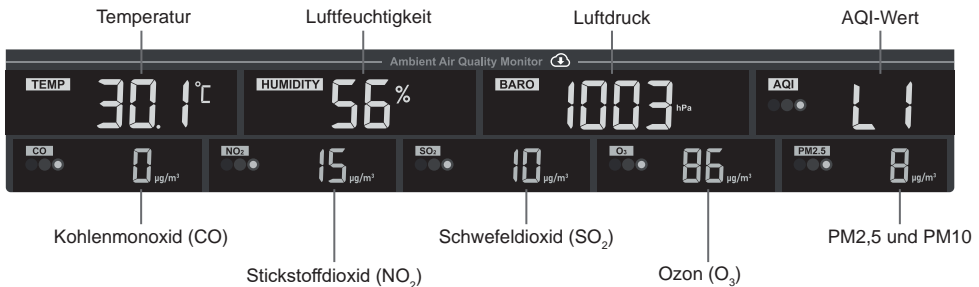 Temperatur Luftfeuchtigkeit Luftdruck AQI-Wert
Ambient Air Quality Monitor
TEMP 30.1°C HUMIDITY 56% BARO 1003 hPa AQI L1
CO 0 µg/m³ NO₂ 15 µg/m³ SO₂ 10 µg/m³ O₃ 86 µg/m³ PM2.5 8 µg/m³
Kohlenmonoxid (CO) Schwefeldioxid (SO₂) PM2,5 und PM10
Stickstoffdioxid (NO₂) Ozon (O₃)